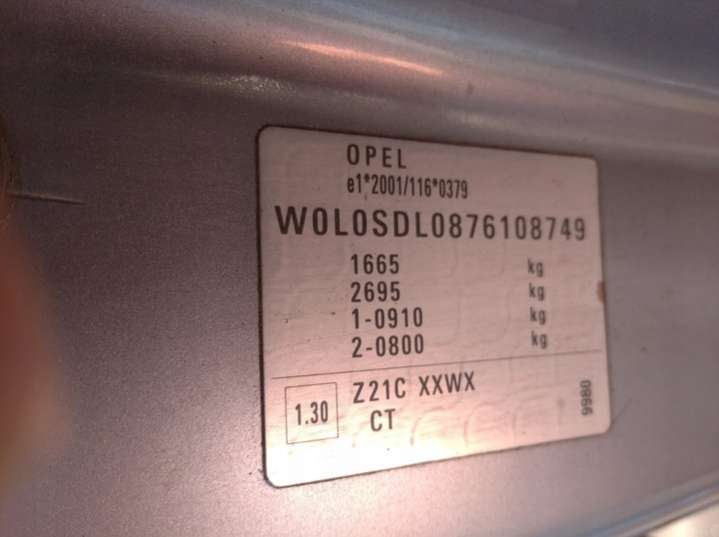 OPEL
e1*2001/116*0379
W0L0SDL0876108749
1665 kg
2695 kg
1-0910 kg
2-0800 kg
1.30
Z21C XXWX
CT
9980